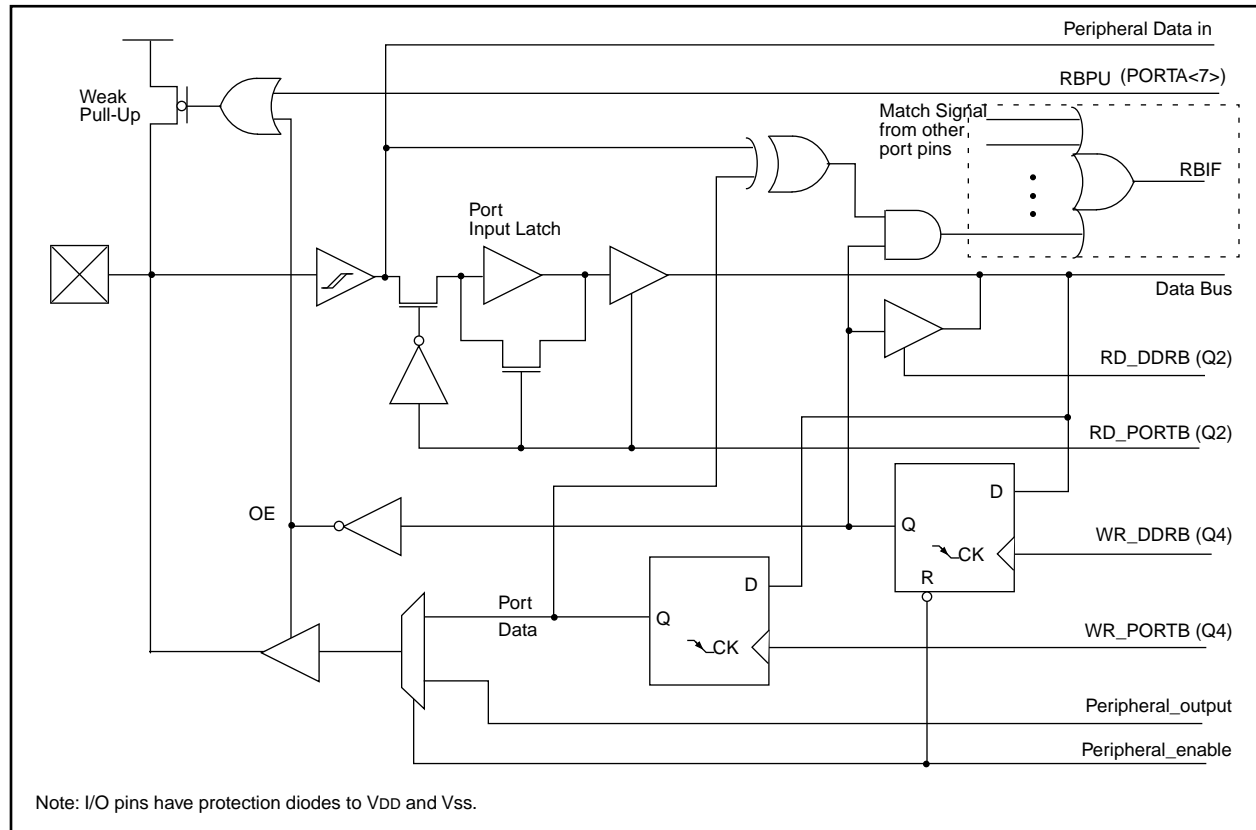 Peripheral Data in
RBPU (PORTA<7>)
Weak
Pull-Up
Match Signal
from other
port pins
RBIF
Port
Input Latch
Data Bus
RD_DDRB (Q2)
RD_PORTB (Q2)
OE
D
Q
CK
R
WR_DDRB (Q4)
Port
Data
D
Q
CK
WR_PORTB (Q4)
Peripheral_output
Peripheral_enable
Note: I/O pins have protection diodes to VDD and Vss.